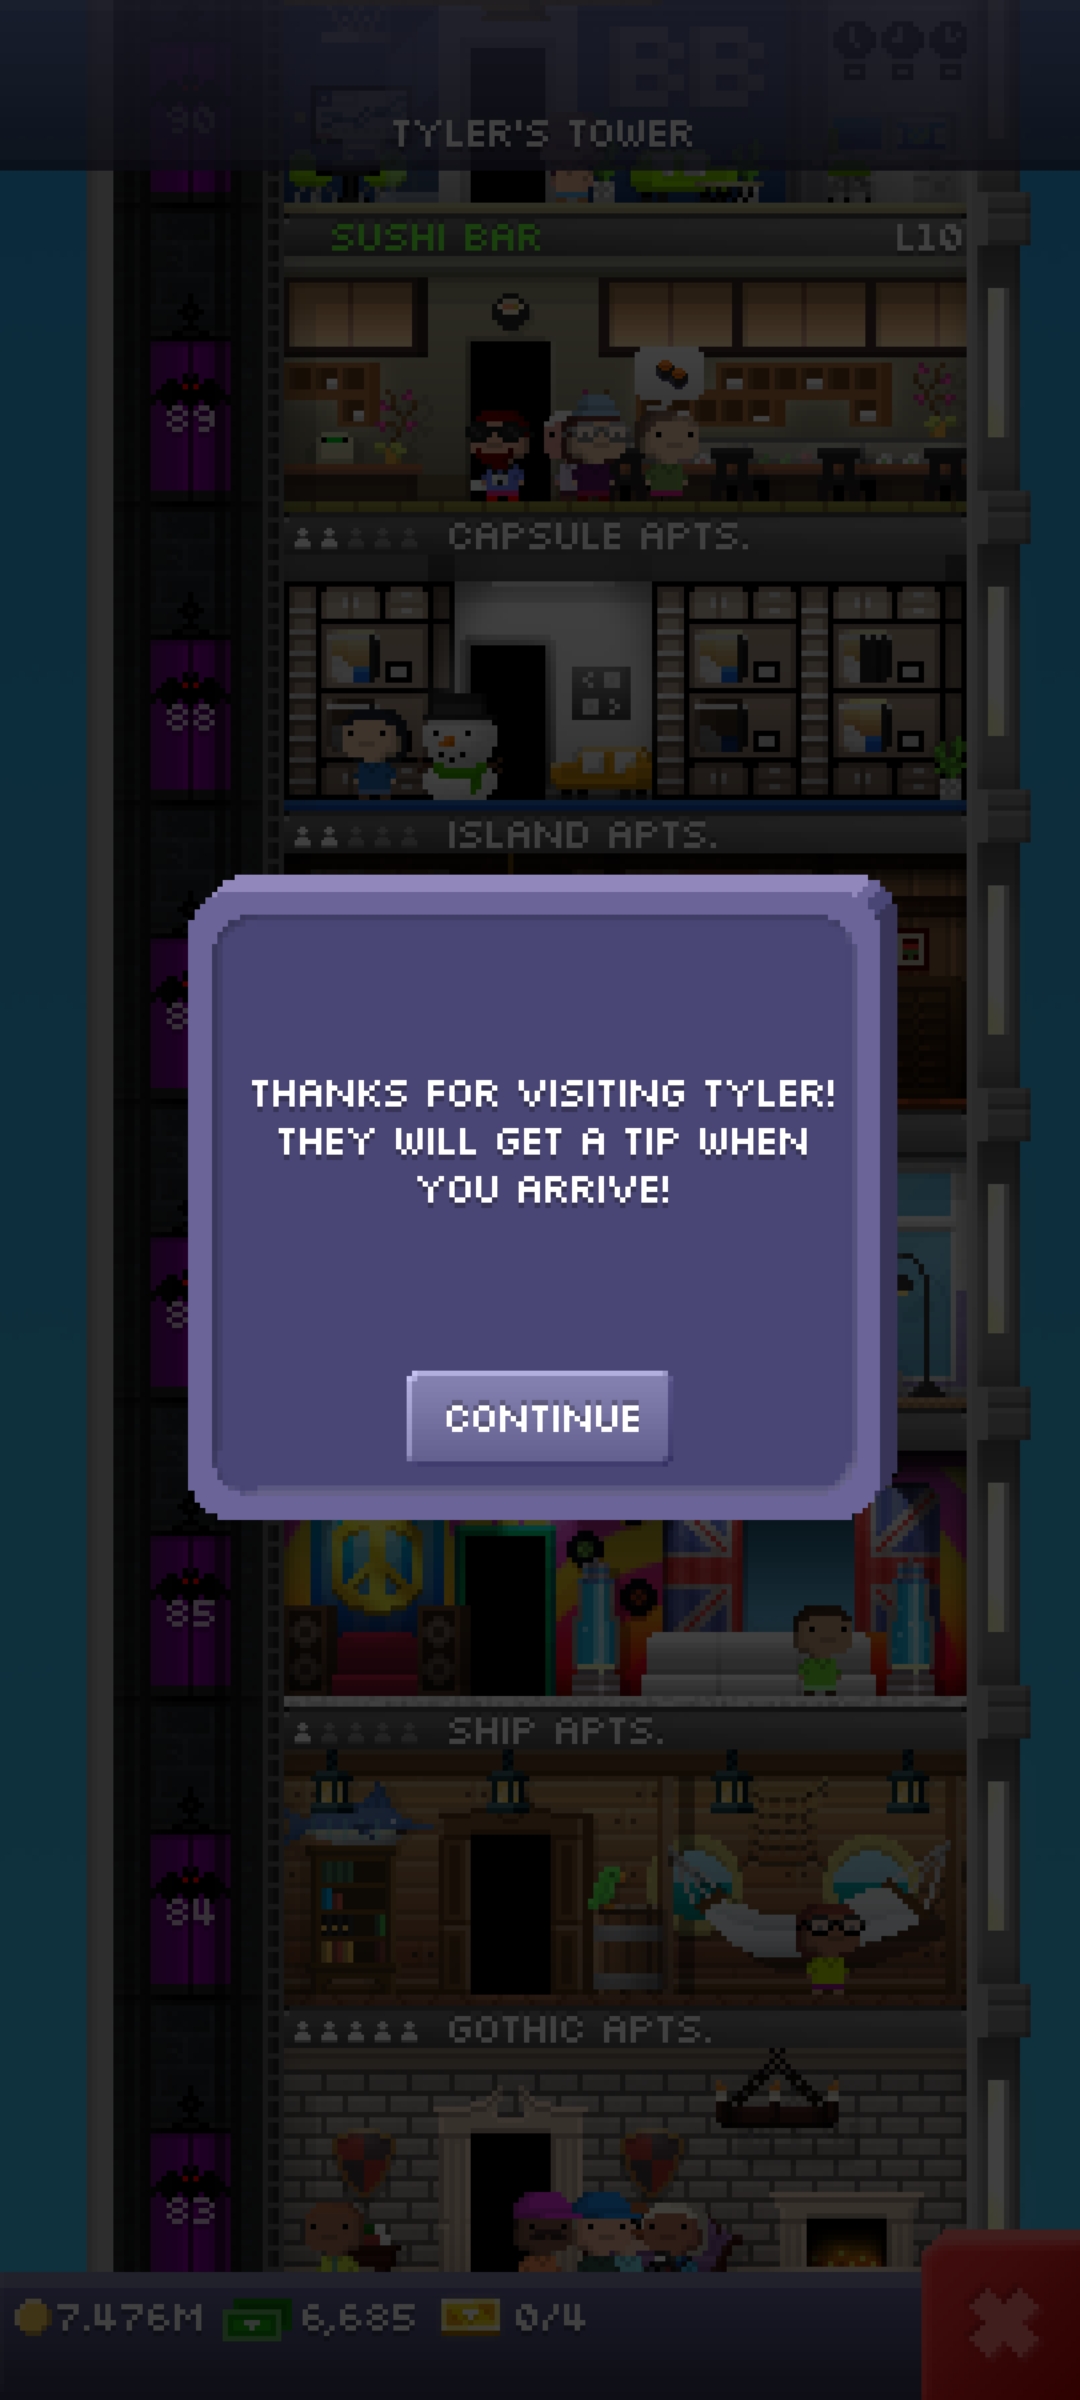 90
BB
TYLER'S TOWER
SUSHI BAR L10
89
CAPSULE APTS.
88
ISLAND APTS.
THANKS FOR VISITING TYLER!
THEY WILL GET A TIP WHEN
YOU ARRIVE!
CONTINUE
85
SHIP APTS.
84
GOTHIC APTS.
83
7.476M 6,685 0/4